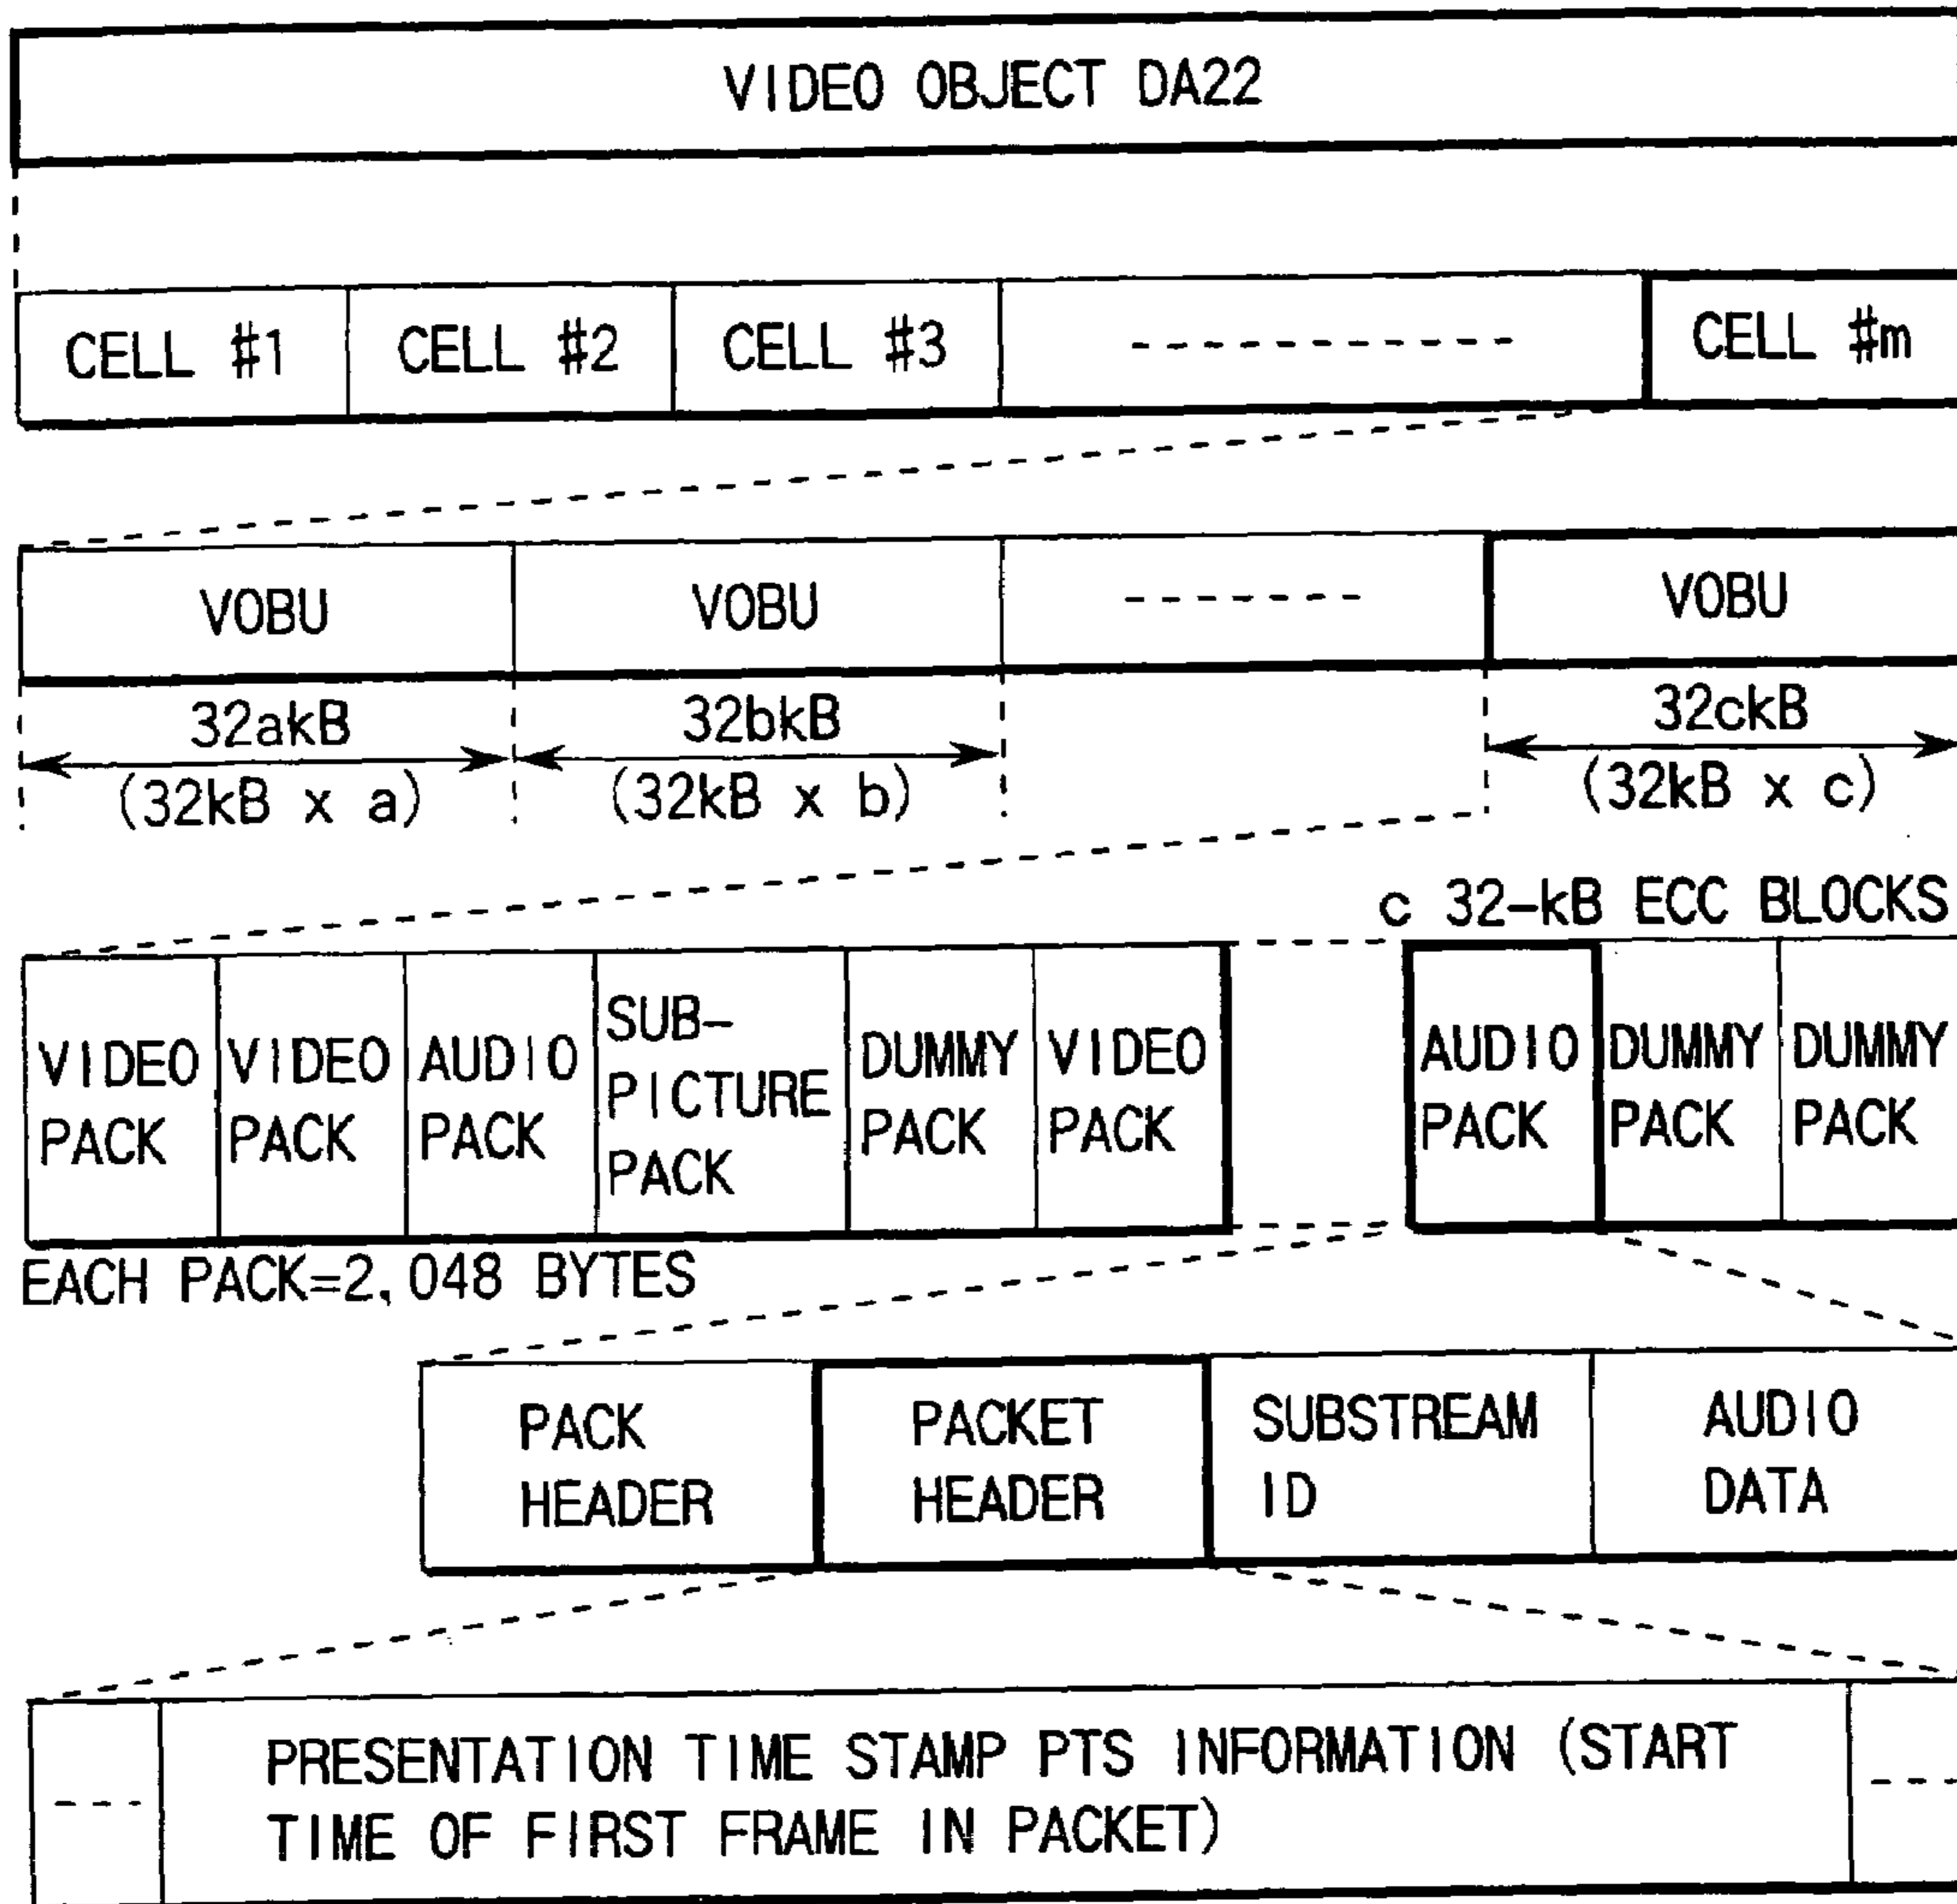 VIDEO OBJECT DA22
CELL #1 CELL #2 CELL #3 CELL #m
VOBU VOBU VOBU
32akB 32bkB 32ckB
(32kB x a) (32kB x b) (32kB x c)
c 32-kB ECC BLOCKS
VIDEO
PACK
VIDEO
PACK
AUDIO
PACK
SUB-
PICTURE
PACK
DUMMY
PACK
VIDEO
PACK
AUDIO
PACK
DUMMY
PACK
DUMMY
PACK
EACH PACK=2,048 BYTES
PACK
HEADER
PACKET
HEADER
SUBSTREAM
ID
AUDIO
DATA
PRESENTATION TIME STAMP PTS INFORMATION (START
TIME OF FIRST FRAME IN PACKET)